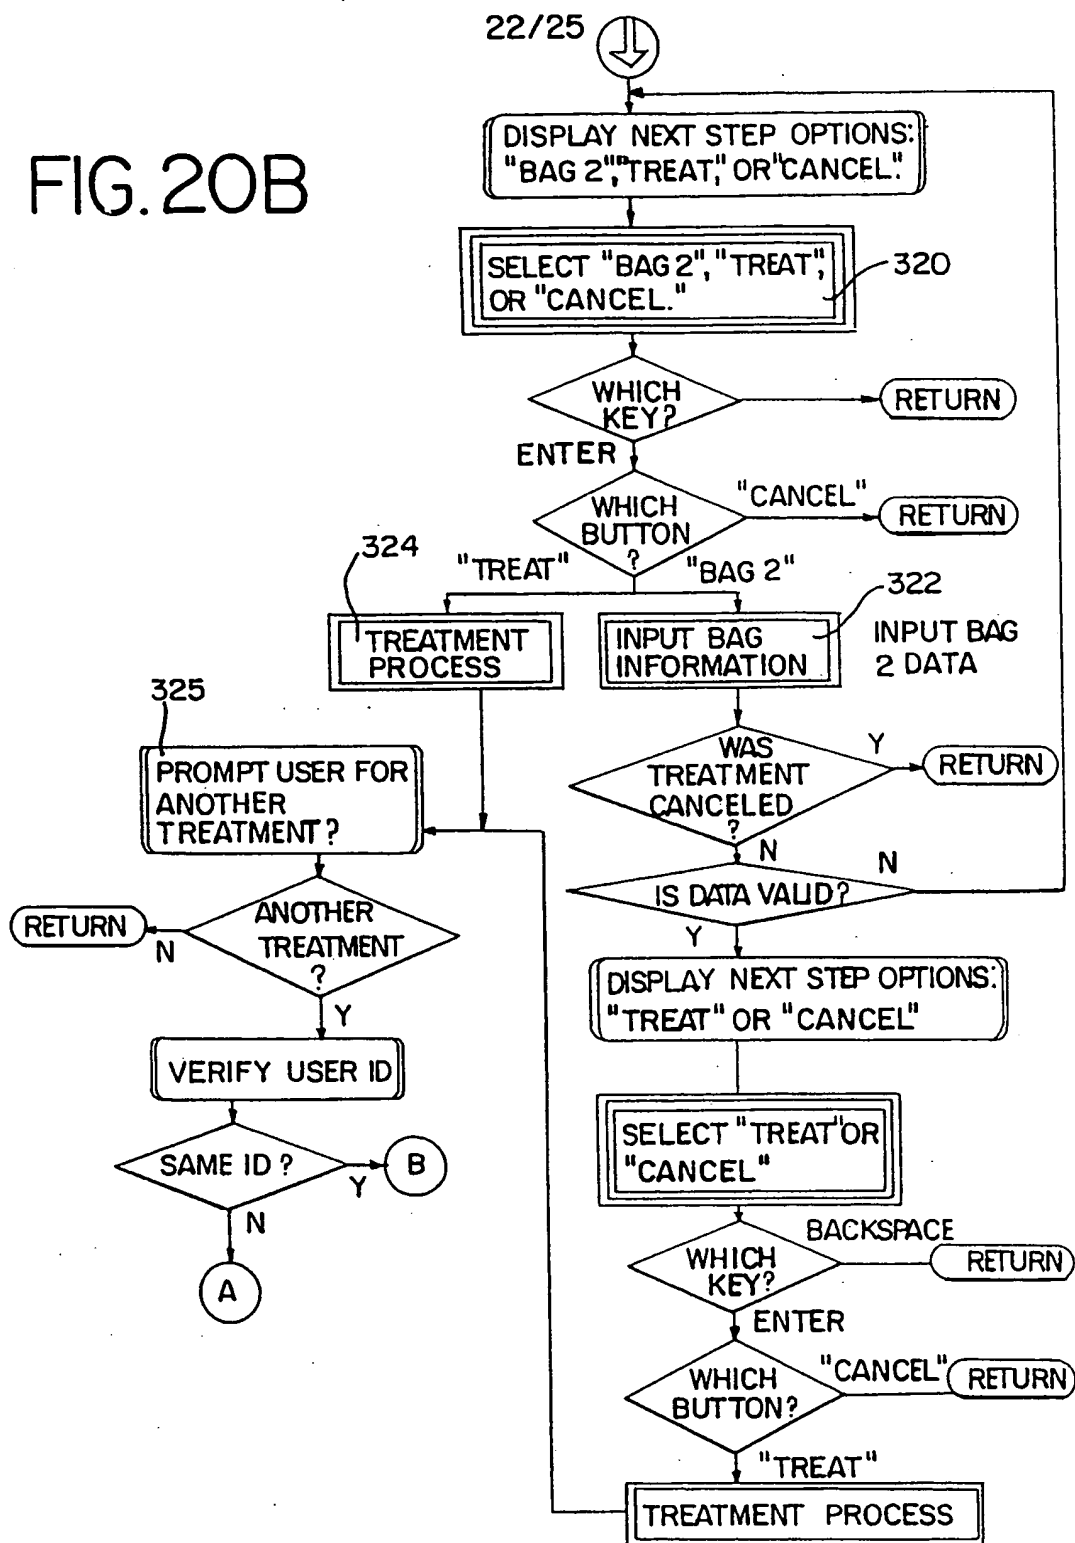 22/25
FIG. 20B
DISPLAY NEXT STEP OPTIONS:
"BAG 2", "TREAT," OR "CANCEL."
SELECT "BAG 2", "TREAT",
OR "CANCEL."
320
WHICH
KEY?
RETURN
ENTER
WHICH
BUTTON
?
"CANCEL"
RETURN
"TREAT"
"BAG 2"
324
TREATMENT
PROCESS
322
INPUT BAG
INFORMATION
INPUT BAG
2 DATA
325
PROMPT USER FOR
ANOTHER
TREATMENT?
WAS
TREATMENT
CANCELED
?
Y
RETURN
N
IS DATA VALID?
N
Y
ANOTHER
TREATMENT
?
RETURN
N
Y
DISPLAY NEXT STEP OPTIONS:
"TREAT" OR "CANCEL"
VERIFY USER ID
SAME ID?
Y
B
N
A
SELECT "TREAT" OR
"CANCEL"
WHICH
KEY?
BACKSPACE
RETURN
ENTER
WHICH
BUTTON?
"CANCEL"
RETURN
"TREAT"
TREATMENT PROCESS